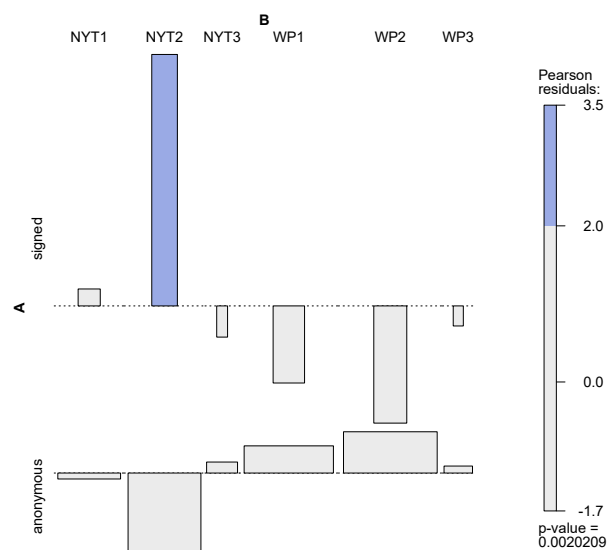 B
NYT1 NYT2 NYT3 WP1 WP2 WP3
Pearson
residuals:
3.5
2.0
0.0
-1.7
p-value =
0.0020209
A
signed
anonymous